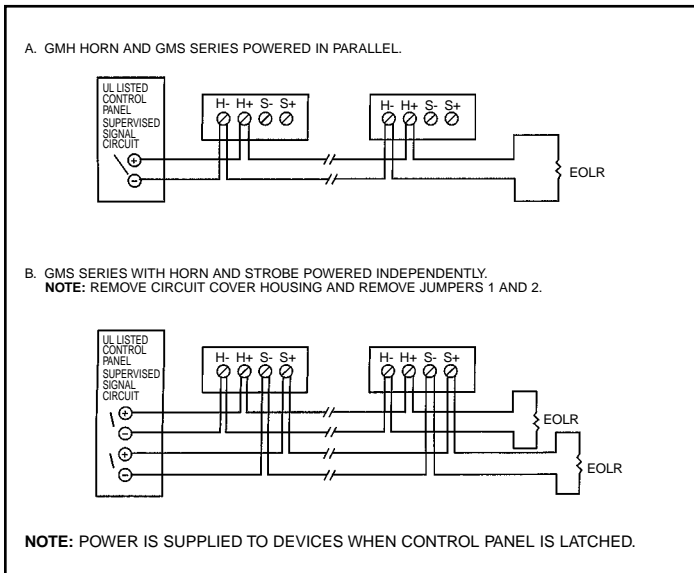 A. GMH HORN AND GMS SERIES POWERED IN PARALLEL.
UL LISTED
CONTROL
PANEL
SUPERVISED
SIGNAL
CIRCUIT
+
−
H- H+ S- S+
H- H+ S- S+
EOLR
B. GMS SERIES WITH HORN AND STROBE POWERED INDEPENDENTLY.
NOTE: REMOVE CIRCUIT COVER HOUSING AND REMOVE JUMPERS 1 AND 2.
UL LISTED
CONTROL
PANEL
SUPERVISED
SIGNAL
CIRCUIT
+
−
+
−
H- H+ S- S+
H- H+ S- S+
EOLR
EOLR
NOTE: POWER IS SUPPLIED TO DEVICES WHEN CONTROL PANEL IS LATCHED.